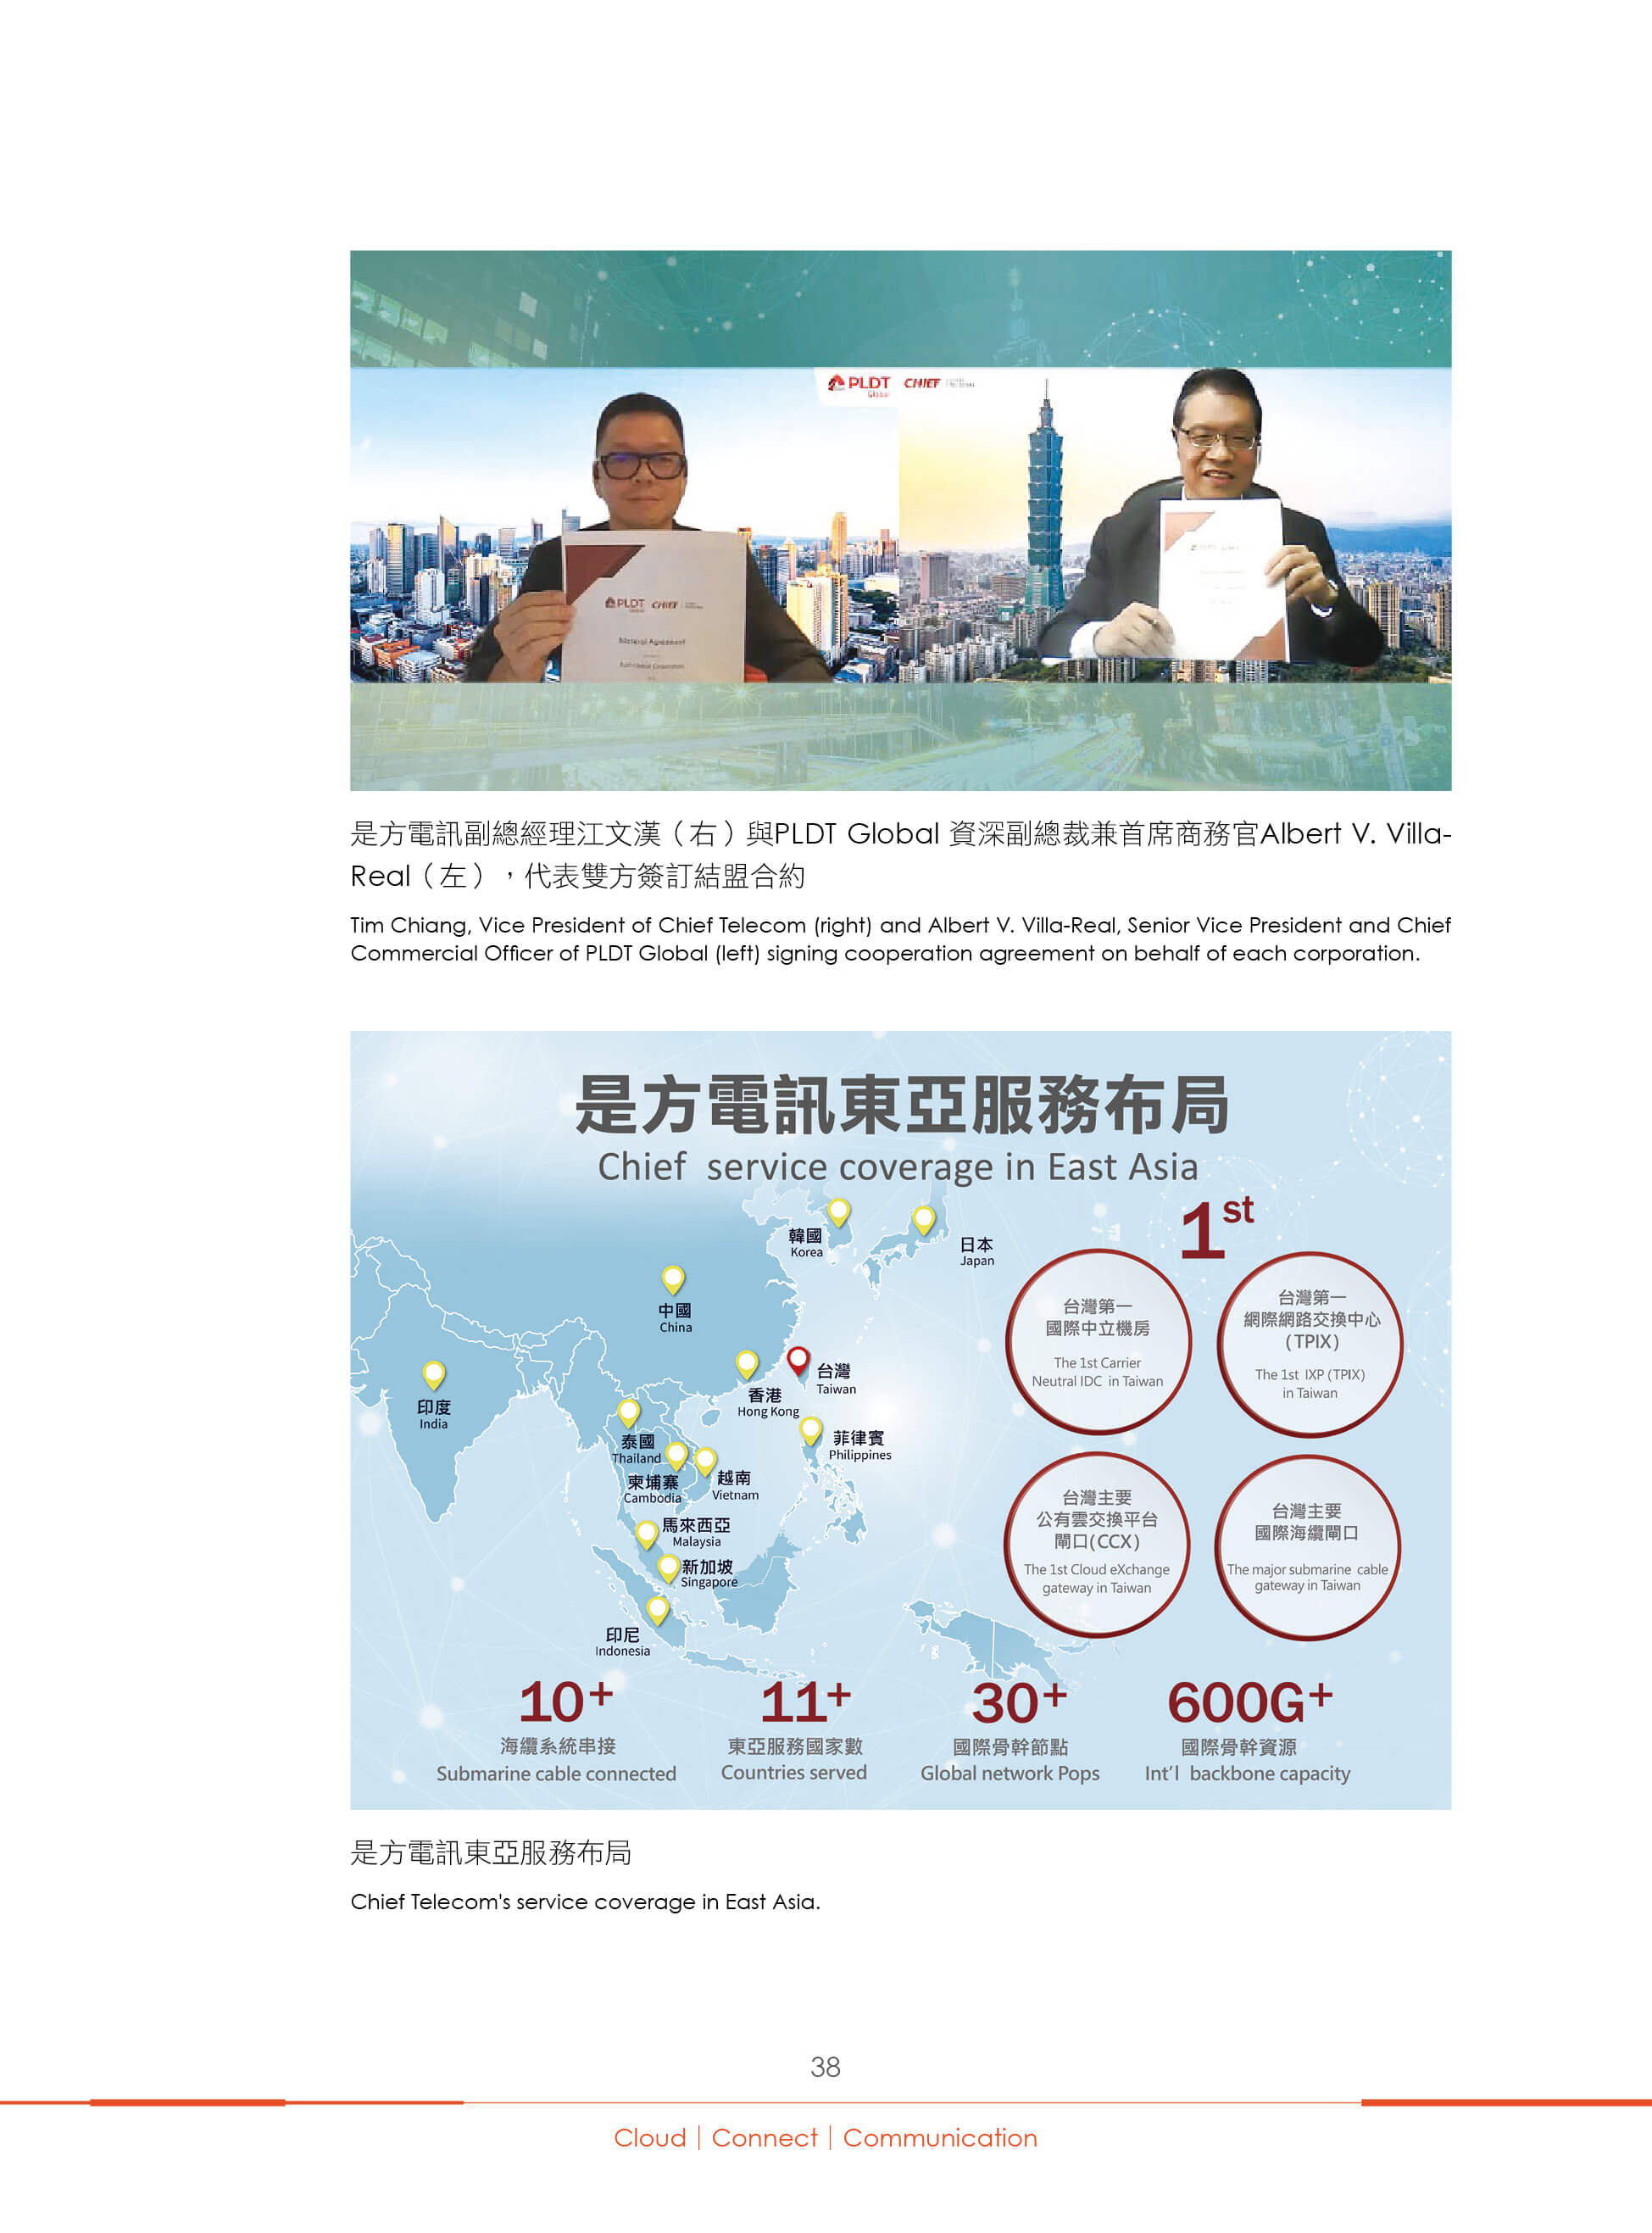 PLDT CHIEF
Global
PLDT CHIEF
Bilateral Agreement
是方電訊副總經理江文漢（右）與PLDT Global 資深副總裁兼首席商務官Albert V. Villa-
Real（左），代表雙方簽訂結盟合約
Tim Chiang, Vice President of Chief Telecom (right) and Albert V. Villa-Real, Senior Vice President and Chief
Commercial Officer of PLDT Global (left) signing cooperation agreement on behalf of each corporation.
是方電訊東亞服務布局
Chief service coverage in East Asia
韓國
Korea
日本
Japan
中國
China
印度
India
香港
Hong Kong
台灣
Taiwan
泰國
Thailand
菲律賓
Philippines
柬埔寨
Cambodia
越南
Vietnam
馬來西亞
Malaysia
新加坡
Singapore
印尼
Indonesia
1st
台灣第一
國際中立機房
The 1st Carrier
Neutral IDC in Taiwan
台灣第一
網際網路交換中心
(TPIX)
The 1st IXP (TPIX)
in Taiwan
台灣主要
公有雲交換平台
閘口(CCX)
The 1st Cloud eXchange
gateway in Taiwan
台灣主要
國際海纜閘口
The major submarine cable
gateway in Taiwan
10+
海纜系統串接
Submarine cable connected
11+
東亞服務國家數
Countries served
30+
國際骨幹節點
Global network Pops
600G+
國際骨幹資源
Int'l backbone capacity
是方電訊東亞服務布局
Chief Telecom's service coverage in East Asia.
38
Cloud｜Connect｜Communication